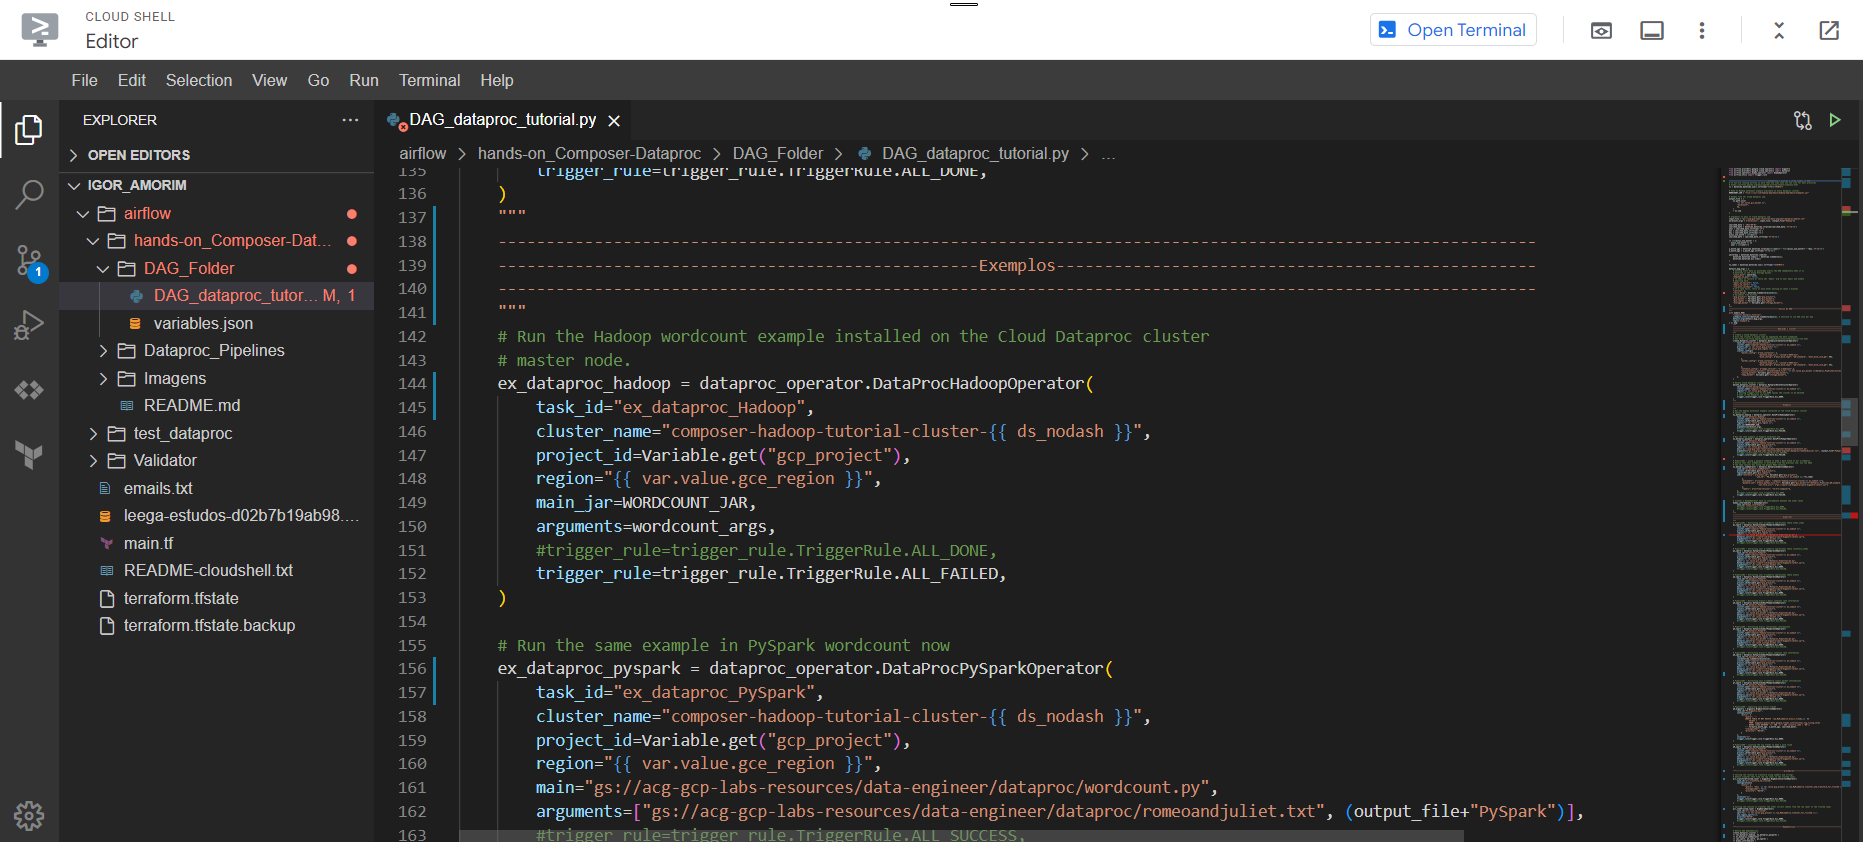 CLOUD SHELL
Editor
Open Terminal
File Edit Selection View Go Run Terminal Help
EXPLORER
OPEN EDITORS
IGOR_AMORIM
airflow
hands-on_Composer-Dat...
DAG_Folder
DAG_dataproc_tutor... M, 1
variables.json
Dataproc_Pipelines
Imagens
README.md
test_dataproc
Validator
emails.txt
leega-estudos-d02b7b19ab98....
main.tf
README-cloudshell.txt
terraform.tfstate
terraform.tfstate.backup
1
DAG_dataproc_tutorial.py
airflow > hands-on_Composer-Dataproc > DAG_Folder > DAG_dataproc_tutorial.py > ...
135 trigger_rule=trigger_rule.TriggerRule.ALL_DONE,
136 )
137 """
138 ------------------------------------------------------------------------------------------------------------
139 --------------------------------------------------Exemplos--------------------------------------------------
140 ------------------------------------------------------------------------------------------------------------
141 """
142 # Run the Hadoop wordcount example installed on the Cloud Dataproc cluster
143 # master node.
144 ex_dataproc_hadoop = dataproc_operator.DataProcHadoopOperator(
145 task_id="ex_dataproc_Hadoop",
146 cluster_name="composer-hadoop-tutorial-cluster-{{ ds_nodash }}",
147 project_id=Variable.get("gcp_project"),
148 region="{{ var.value.gce_region }}",
149 main_jar=WORDCOUNT_JAR,
150 arguments=wordcount_args,
151 #trigger_rule=trigger_rule.TriggerRule.ALL_DONE,
152 trigger_rule=trigger_rule.TriggerRule.ALL_FAILED,
153 )
154
155 # Run the same example in PySpark wordcount now
156 ex_dataproc_pyspark = dataproc_operator.DataProcPySparkOperator(
157 task_id="ex_dataproc_PySpark",
158 cluster_name="composer-hadoop-tutorial-cluster-{{ ds_nodash }}",
159 project_id=Variable.get("gcp_project"),
160 region="{{ var.value.gce_region }}",
161 main="gs://acg-gcp-labs-resources/data-engineer/dataproc/wordcount.py",
162 arguments=["gs://acg-gcp-labs-resources/data-engineer/dataproc/romeoandjuliet.txt", (output_file+"PySpark")],
163 #trigger_rule=trigger_rule.TriggerRule.ALL_SUCCESS,